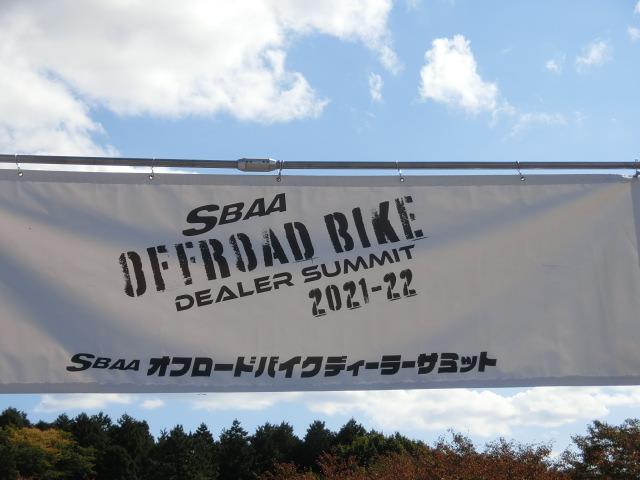 SBAA
OFFROAD BIKE
DEALER SUMMIT
2021-22
SBAA オフロードバイクディーラーサミット